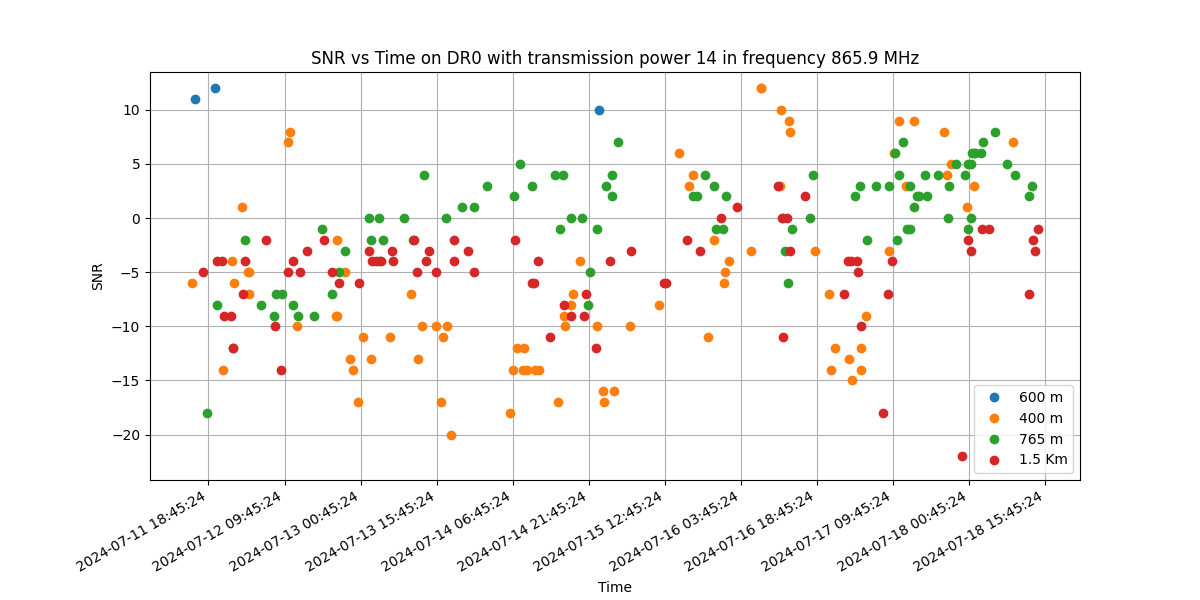 SNR vs Time on DR0 with transmission power 14 in frequency 865.9 MHz
10
5
0
−5
−10
−15
−20
SNR
600 m
400 m
765 m
1.5 Km
2024-07-11 18:45:24
2024-07-12 09:45:24
2024-07-13 00:45:24
2024-07-13 15:45:24
2024-07-14 06:45:24
2024-07-14 21:45:24
2024-07-15 12:45:24
2024-07-16 03:45:24
2024-07-16 18:45:24
2024-07-17 09:45:24
2024-07-18 00:45:24
2024-07-18 15:45:24
Time